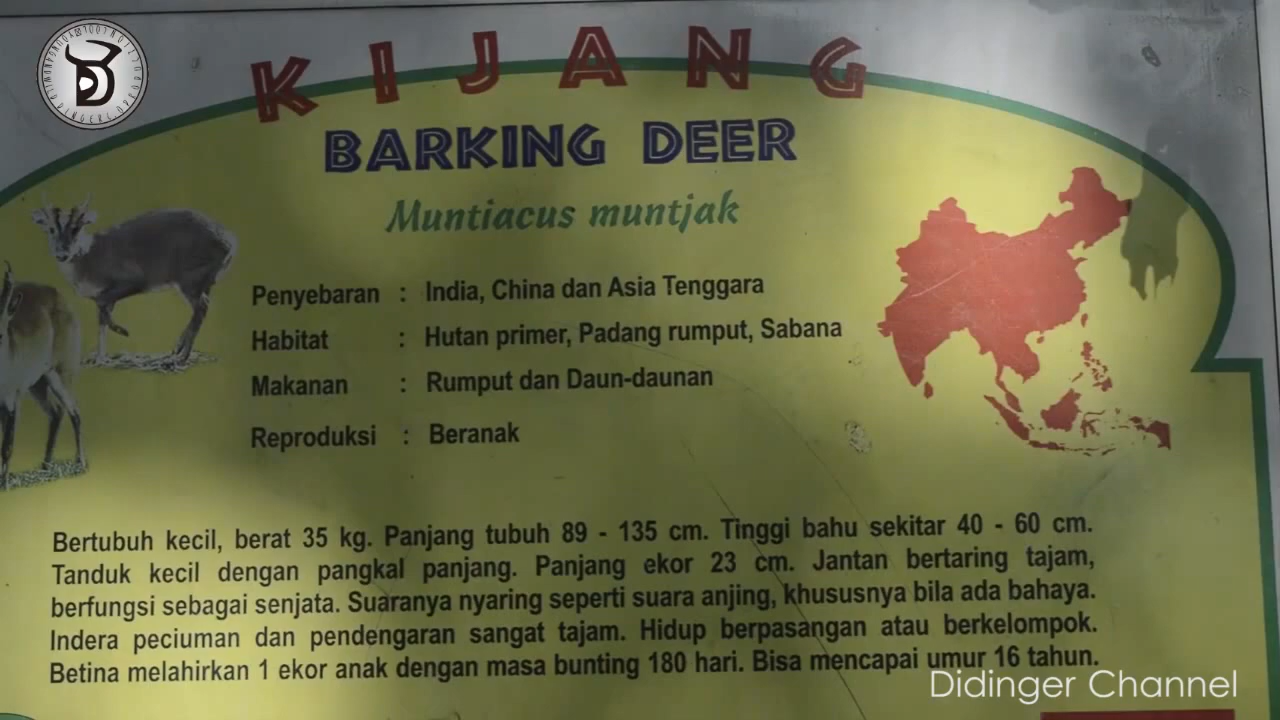 KIJANG
BARKING DEER
Muntiacus muntjak
Penyebaran : India, China dan Asia Tenggara
Habitat : Hutan primer, Padang rumput, Sabana
Makanan : Rumput dan Daun-daunan
Reproduksi : Beranak
Bertubuh kecil, berat 35 kg. Panjang tubuh 89 - 135 cm. Tinggi bahu sekitar 40 - 60 cm.
Tanduk kecil dengan pangkal panjang. Panjang ekor 23 cm. Jantan bertaring tajam,
berfungsi sebagai senjata. Suaranya nyaring seperti suara anjing, khususnya bila ada bahaya.
Indera peciuman dan pendengaran sangat tajam. Hidup berpasangan atau berkelompok.
Betina melahirkan 1 ekor anak dengan masa bunting 180 hari. Bisa mencapai umur 16 tahun.
Didinger Channel